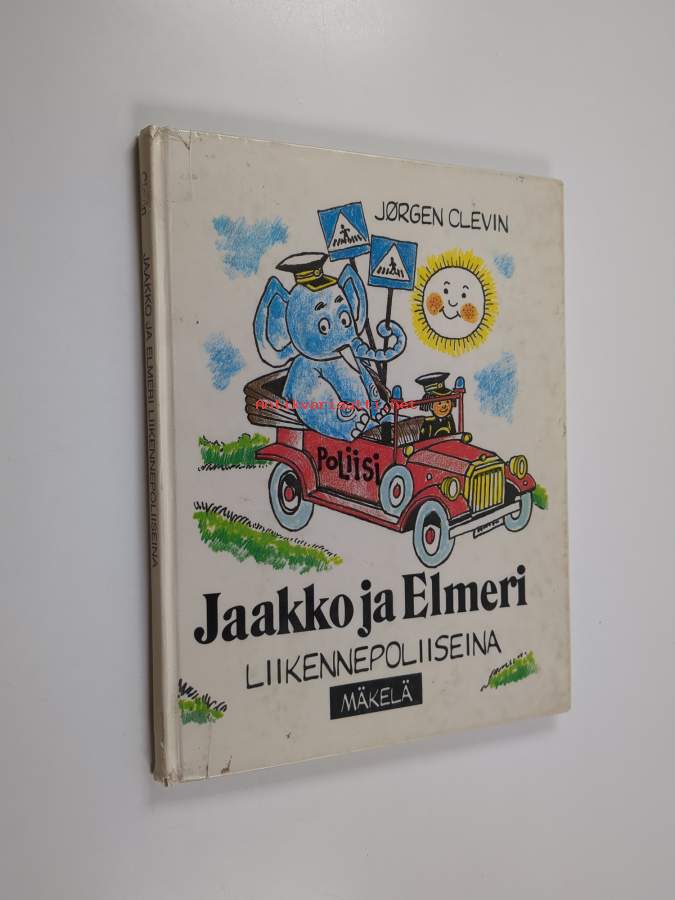 JØRGEN CLEVIN
POLIISI
Jaakko ja Elmeri
LIIKENNEPOLIISEINA
MÄKELÄ
JAAKKO JA ELMERI LIIKENNEPOLIISEINA
Antikvariaatti.net